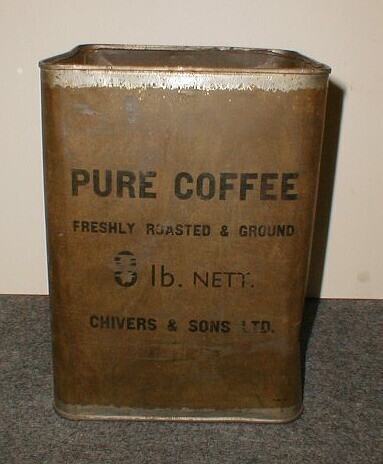 PURE COFFEE
FRESHLY ROASTED & GROUND
8 lb. NETT.
CHIVERS & SONS LTD.